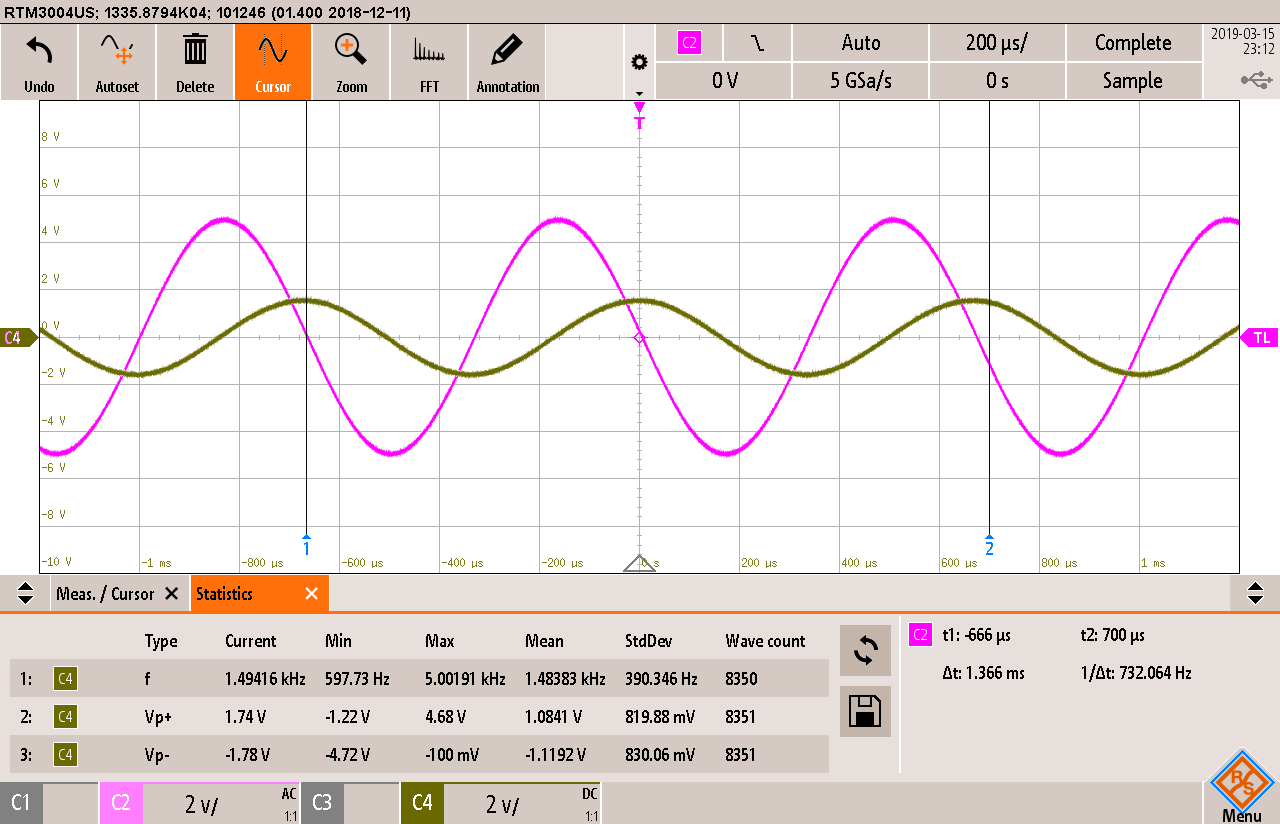 RTM3004US; 1335.8794K04; 101246 (01.400 2018-12-11)
Undo Autoset Delete Cursor Zoom FFT Annotation
C2 Auto 200 µs/ Complete
0 V 5 GSa/s 0 s Sample
2019-03-15
23:12
T
8 V
6 V
4 V
2 V
0 V
C4 TL
-2 V
-4 V
-6 V
-8 V
1 2
-10 V -1 ms -800 µs -600 µs -400 µs -200 µs 0 s 200 µs 400 µs 600 µs 800 µs 1 ms
Meas. / Cursor Statistics
Type Current Min Max Mean StdDev Wave count
1: C4 f 1.49416 kHz 597.73 Hz 5.00191 kHz 1.48383 kHz 390.346 Hz 8350
2: C4 Vp+ 1.74 V -1.22 V 4.68 V 1.0841 V 819.88 mV 8351
3: C4 Vp- -1.78 V -4.72 V -100 mV -1.1192 V 830.06 mV 8351
C2 t1: -666 µs t2: 700 µs
Δt: 1.366 ms 1/Δt: 732.064 Hz
C1 C2 2 V/ AC 1:1 C3 C4 2 V/ DC 1:1
R&S
Menu